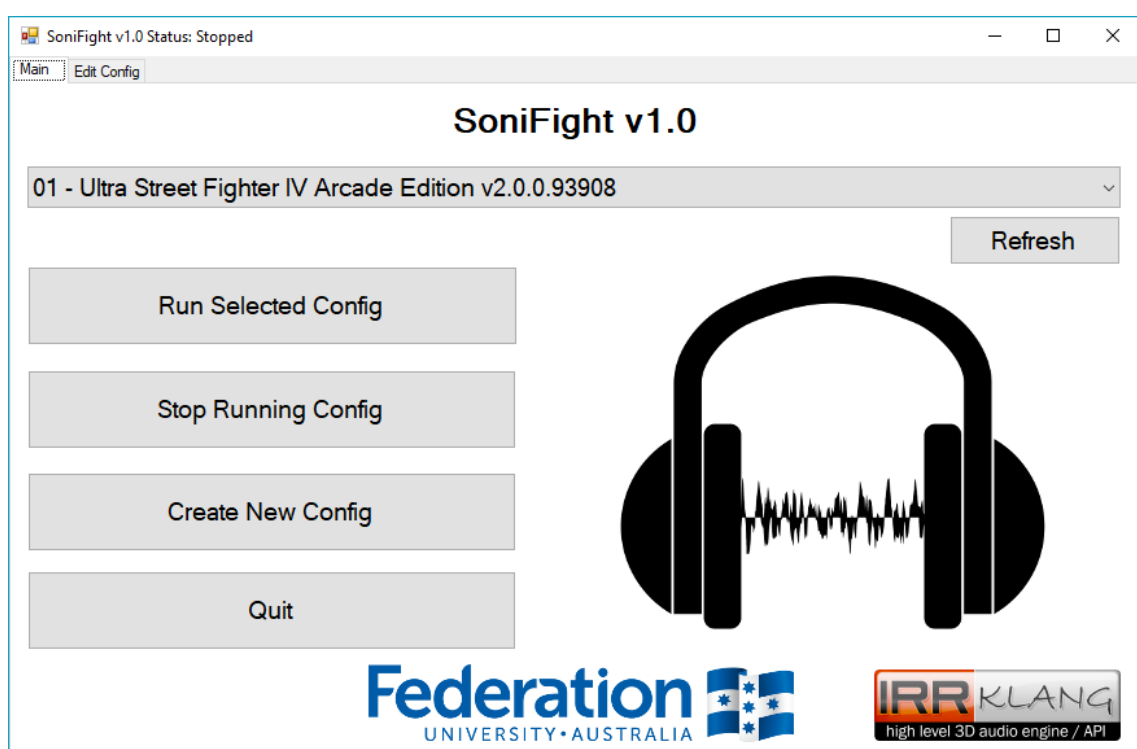 SoniFight v1.0 Status: Stopped
Main Edit Config
SoniFight v1.0
01 - Ultra Street Fighter IV Arcade Edition v2.0.0.93908
Refresh
Run Selected Config
Stop Running Config
Create New Config
Quit
Federation
UNIVERSITY•AUSTRALIA
IRRKLANG
high level 3D audio engine / API